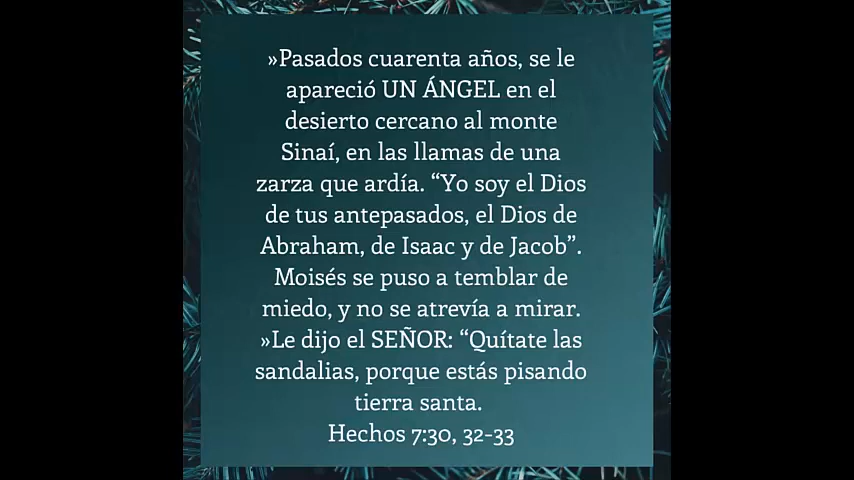 »Pasados cuarenta años, se le
apareció UN ÁNGEL en el
desierto cercano al monte
Sinaí, en las llamas de una
zarza que ardía. “Yo soy el Dios
de tus antepasados, el Dios de
Abraham, de Isaac y de Jacob”.
Moisés se puso a temblar de
miedo, y no se atrevía a mirar.
»Le dijo el SEÑOR: “Quítate las
sandalias, porque estás pisando
tierra santa.
Hechos 7:30, 32-33